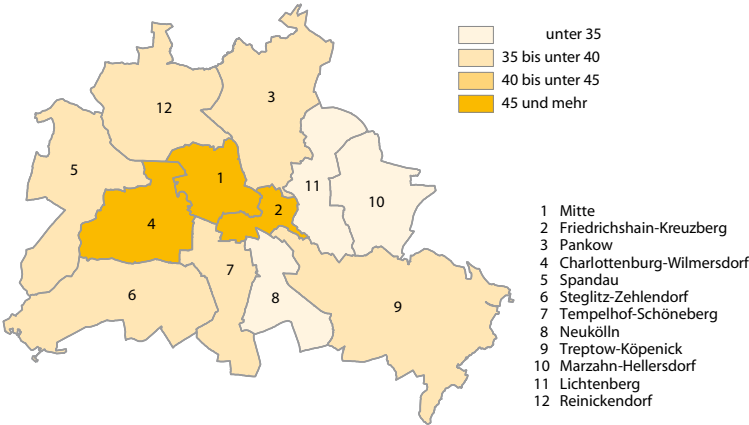 unter 35
35 bis unter 40
40 bis unter 45
45 und mehr
12
3
5
1
11
10
2
4
7
6
8
9
1 Mitte
2 Friedrichshain-Kreuzberg
3 Pankow
4 Charlottenburg-Wilmersdorf
5 Spandau
6 Steglitz-Zehlendorf
7 Tempelhof-Schöneberg
8 Neukölln
9 Treptow-Köpenick
10 Marzahn-Hellersdorf
11 Lichtenberg
12 Reinickendorf